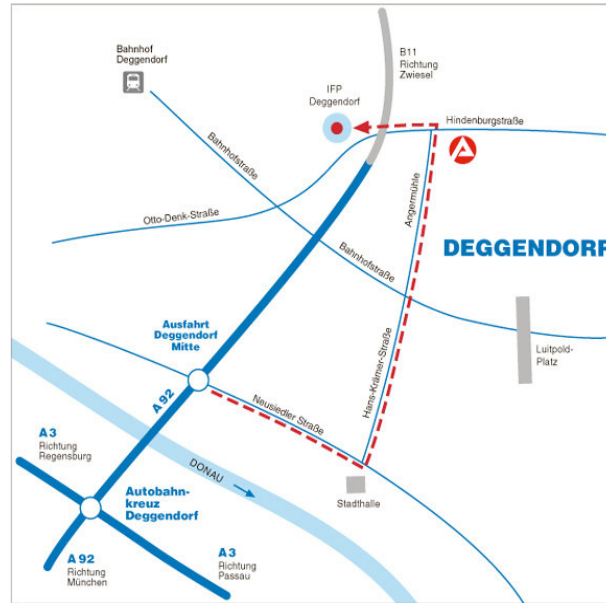 Bahnhof
Deggendorf
B11
Richtung
Zwiesel
IFP
Deggendorf
Hindenburgstraße
Bahnhofstraße
Otto-Denk-Straße
Angermühle
DEGGENDORF
Bahnhofstraße
Ausfahrt
Deggendorf
Mitte
Luitpold-
Platz
Hans-Krämer-Straße
A 92
Neusiedler Straße
A 3
Richtung
Regensburg
DONAU
Stadthalle
Autobahn-
kreuz
Deggendorf
A 92
Richtung
München
A 3
Richtung
Passau